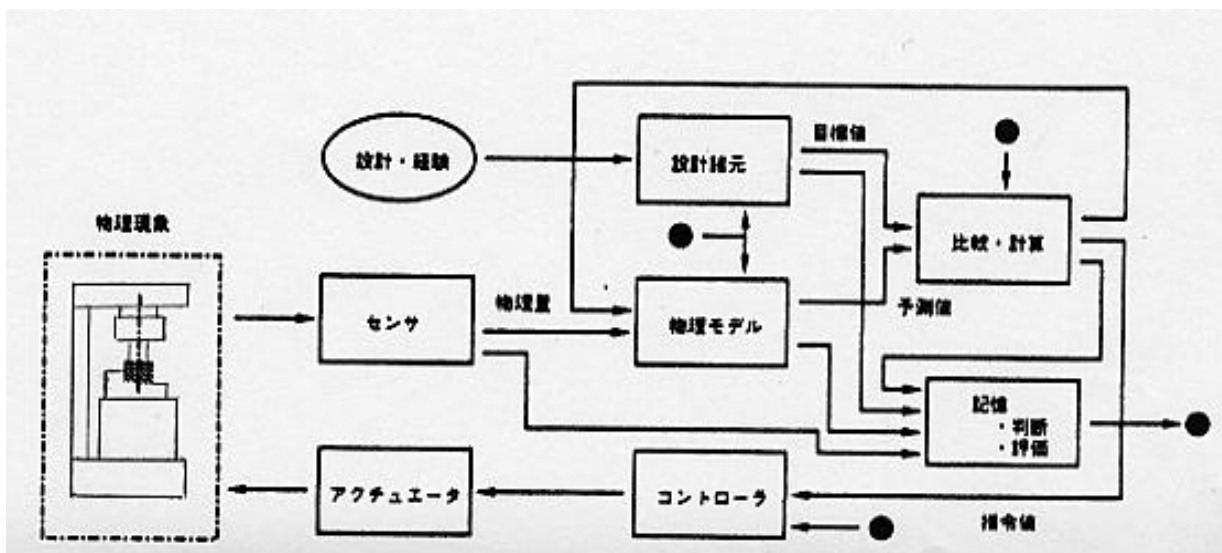 物理現象
設計・経験
設計諸元
目標値
比較・計算
センサ
物理量
物理モデル
予測値
記憶
・判断
・評価
アクチュエータ
コントローラ
指令値